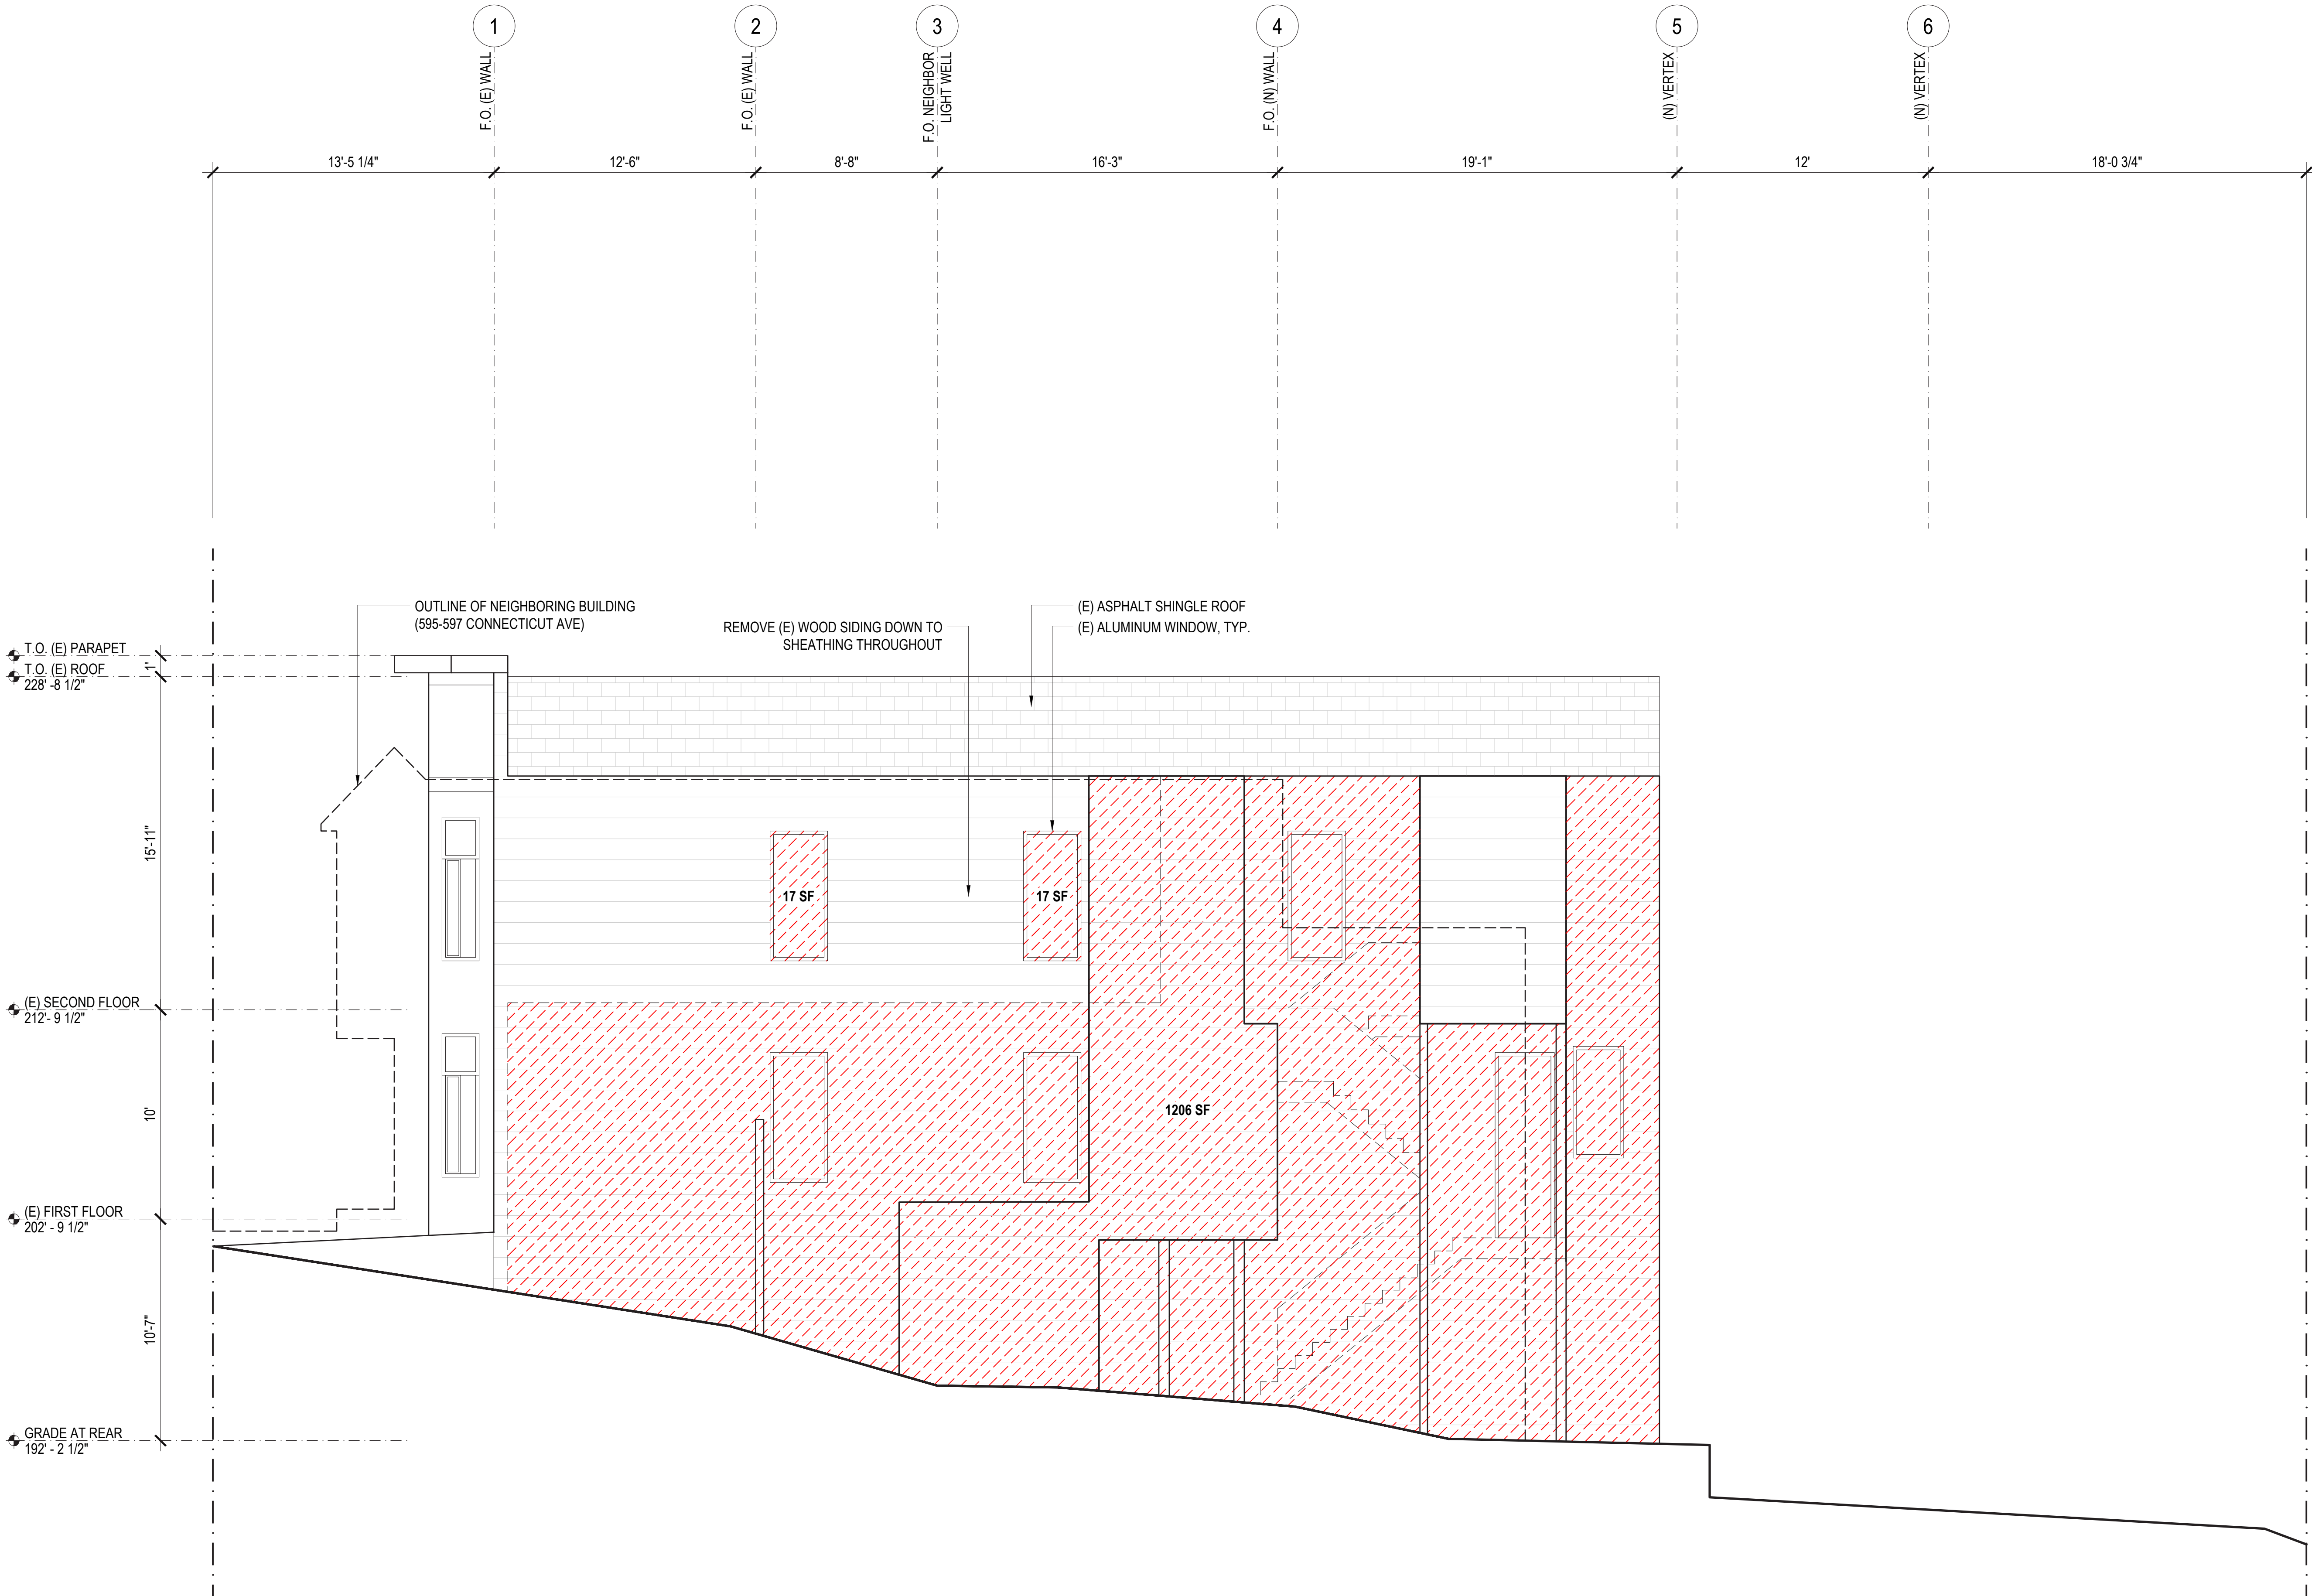 1
2
3
4
5
6
F.O. (E) WALL
F.O. (E) WALL
F.O. NEIGHBOR
LIGHT WELL
F.O. (N) WALL
(N) VERTEX
(N) VERTEX
13'-5 1/4"
12'-6"
8'-8"
16'-3"
19'-1"
12'
18'-0 3/4"
OUTLINE OF NEIGHBORING BUILDING
(595-597 CONNECTICUT AVE)
REMOVE (E) WOOD SIDING DOWN TO
SHEATHING THROUGHOUT
(E) ASPHALT SHINGLE ROOF
(E) ALUMINUM WINDOW, TYP.
T.O. (E) PARAPET
1'
T.O. (E) ROOF
228' -8 1/2"
15'-11"
17 SF
17 SF
(E) SECOND FLOOR
212'- 9 1/2"
10'
1206 SF
(E) FIRST FLOOR
202' - 9 1/2"
10'-7"
GRADE AT REAR
192' - 2 1/2"